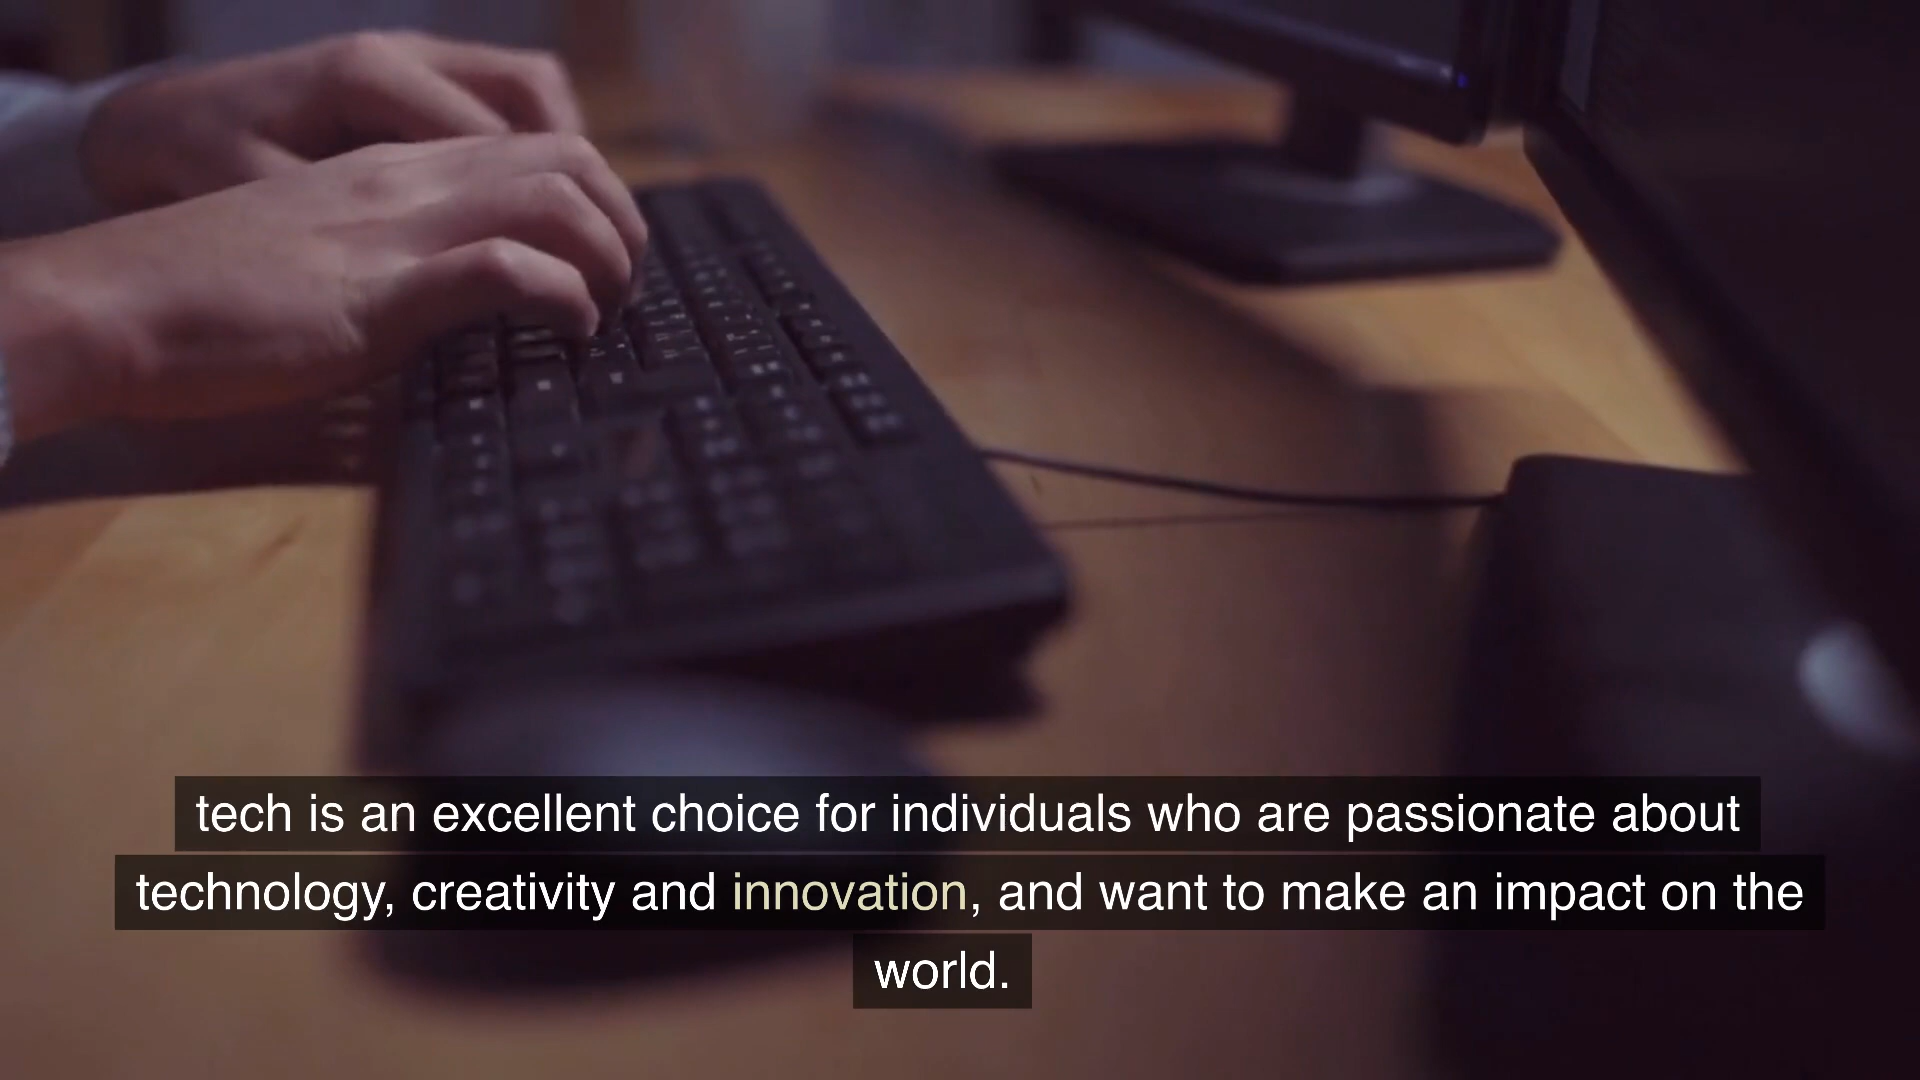 tech is an excellent choice for individuals who are passionate about
technology, creativity and innovation, and want to make an impact on the
world.